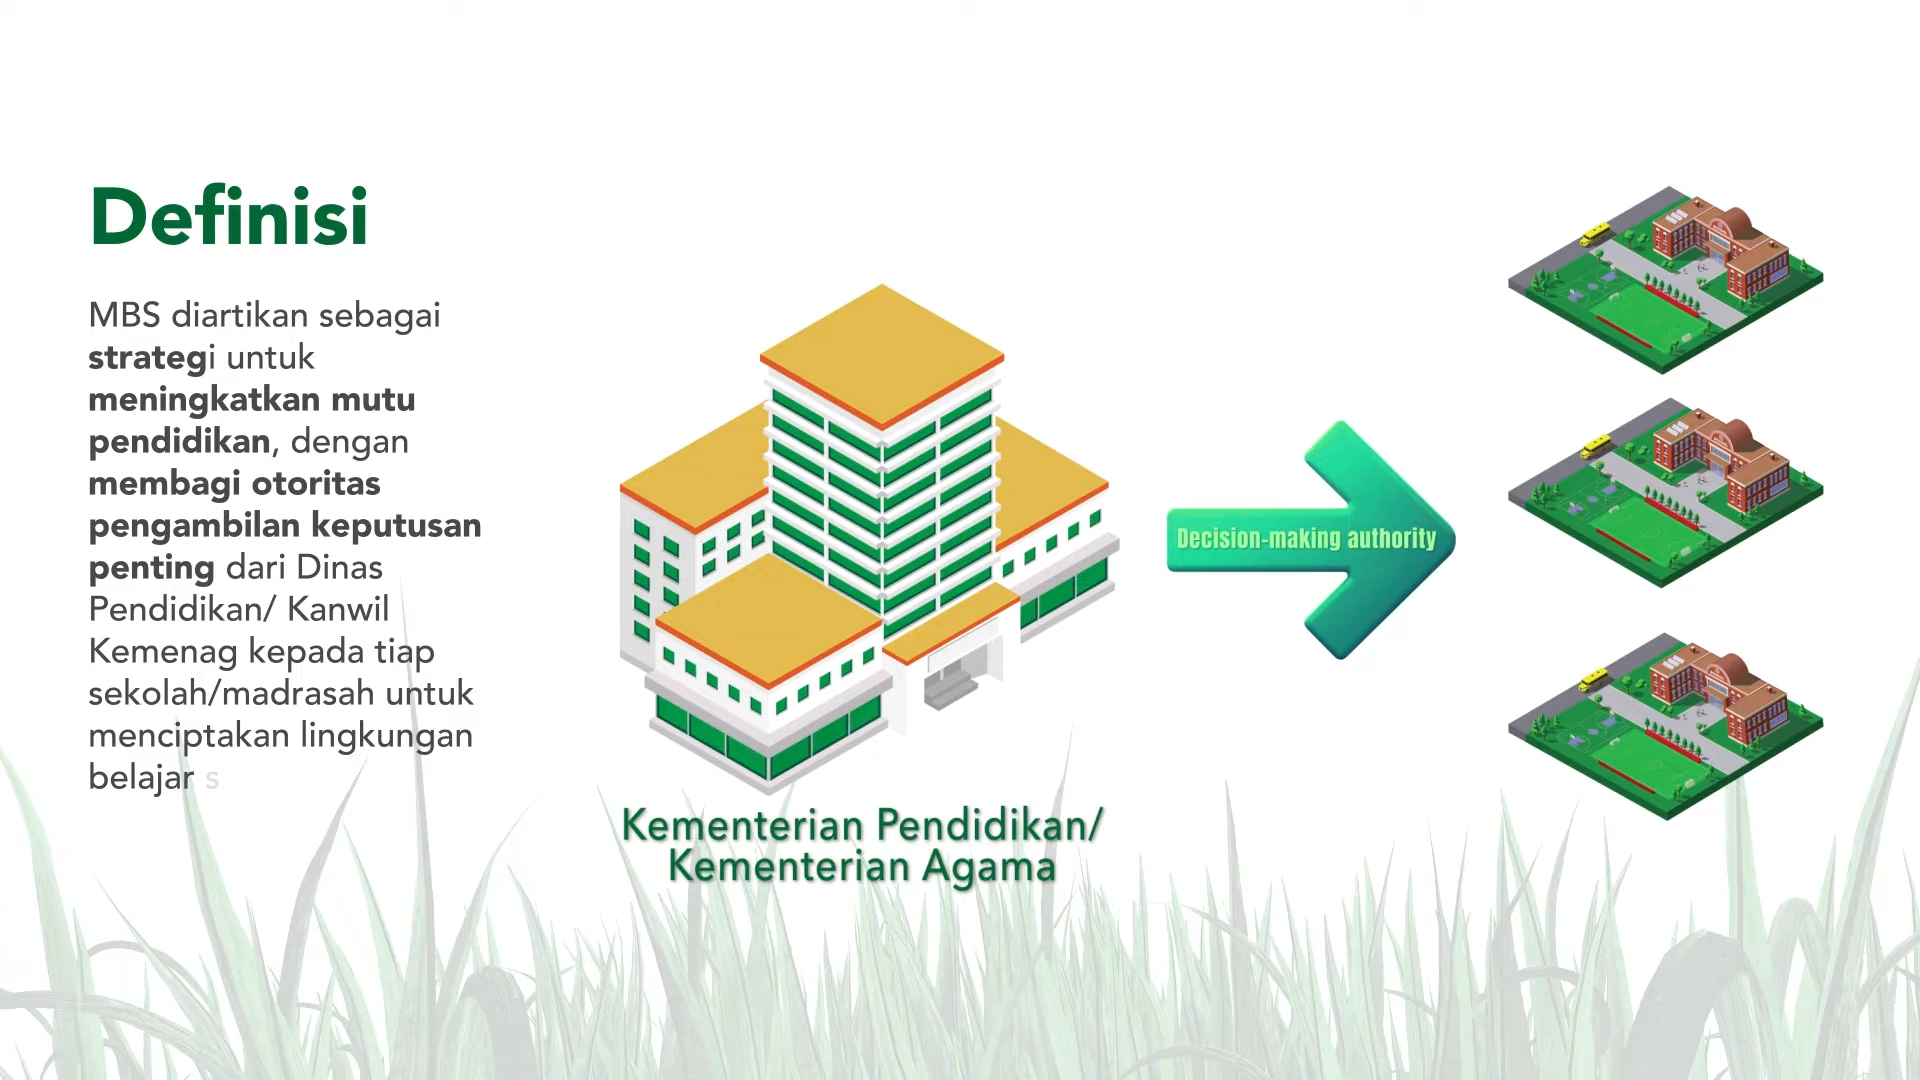 Definisi
MBS diartikan sebagai
strategi untuk
meningkatkan mutu
pendidikan, dengan
membagi otoritas
pengambilan keputusan
penting dari Dinas
Pendidikan/ Kanwil
Kemenag kepada tiap
sekolah/madrasah untuk
menciptakan lingkungan
belajar s
Kementerian Pendidikan/
Kementerian Agama
Decision-making authority